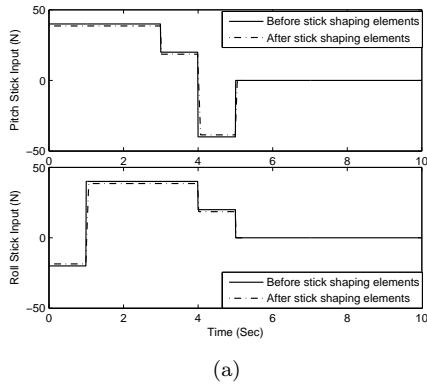 50
0
-50
Pitch Stick Input (N)
Before stick shaping elements
After stick shaping elements
0
2
4
6
8
10
50
0
-50
Roll Stick Input (N)
Before stick shaping elements
After stick shaping elements
0
2
4
6
8
10
Time (Sec)
(a)